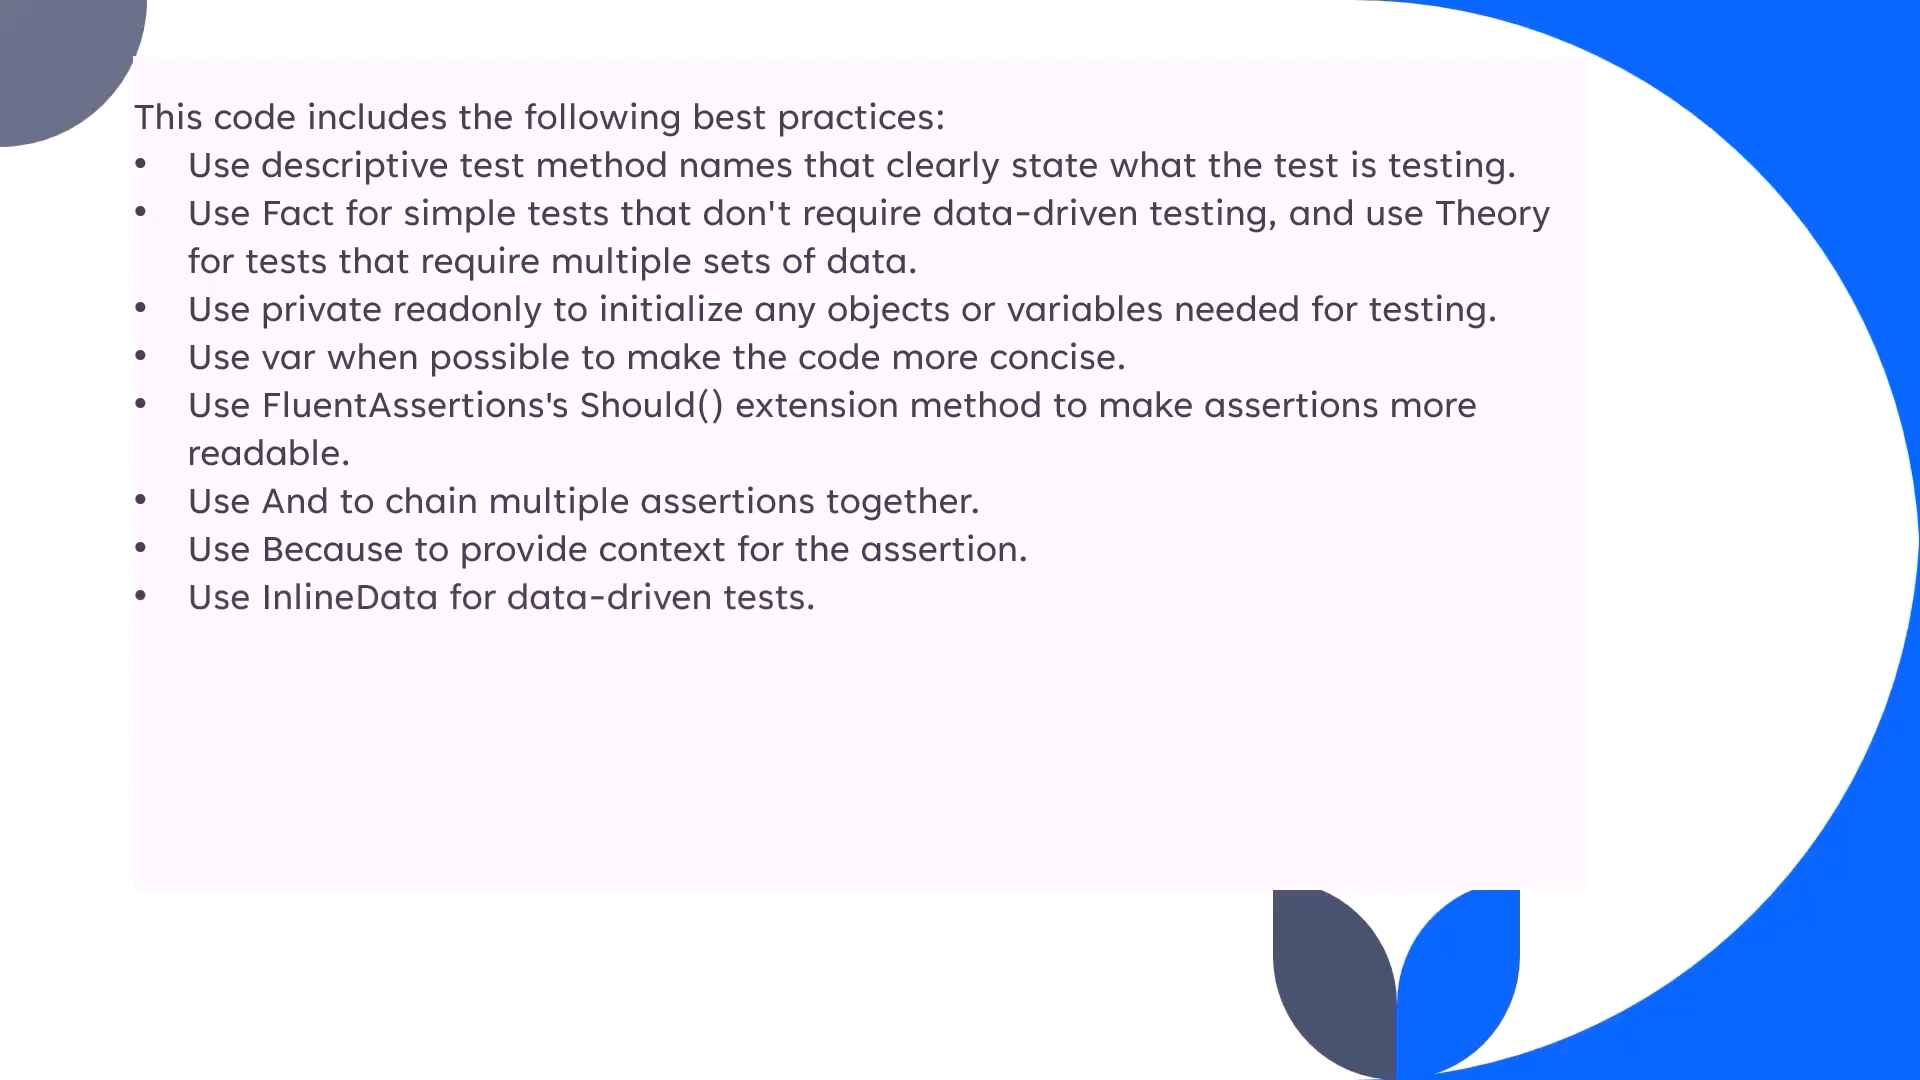 This code includes the following best practices:
• Use descriptive test method names that clearly state what the test is testing.
• Use Fact for simple tests that don't require data-driven testing, and use Theory
for tests that require multiple sets of data.
• Use private readonly to initialize any objects or variables needed for testing.
• Use var when possible to make the code more concise.
• Use FluentAssertions's Should() extension method to make assertions more
readable.
• Use And to chain multiple assertions together.
• Use Because to provide context for the assertion.
• Use InlineData for data-driven tests.